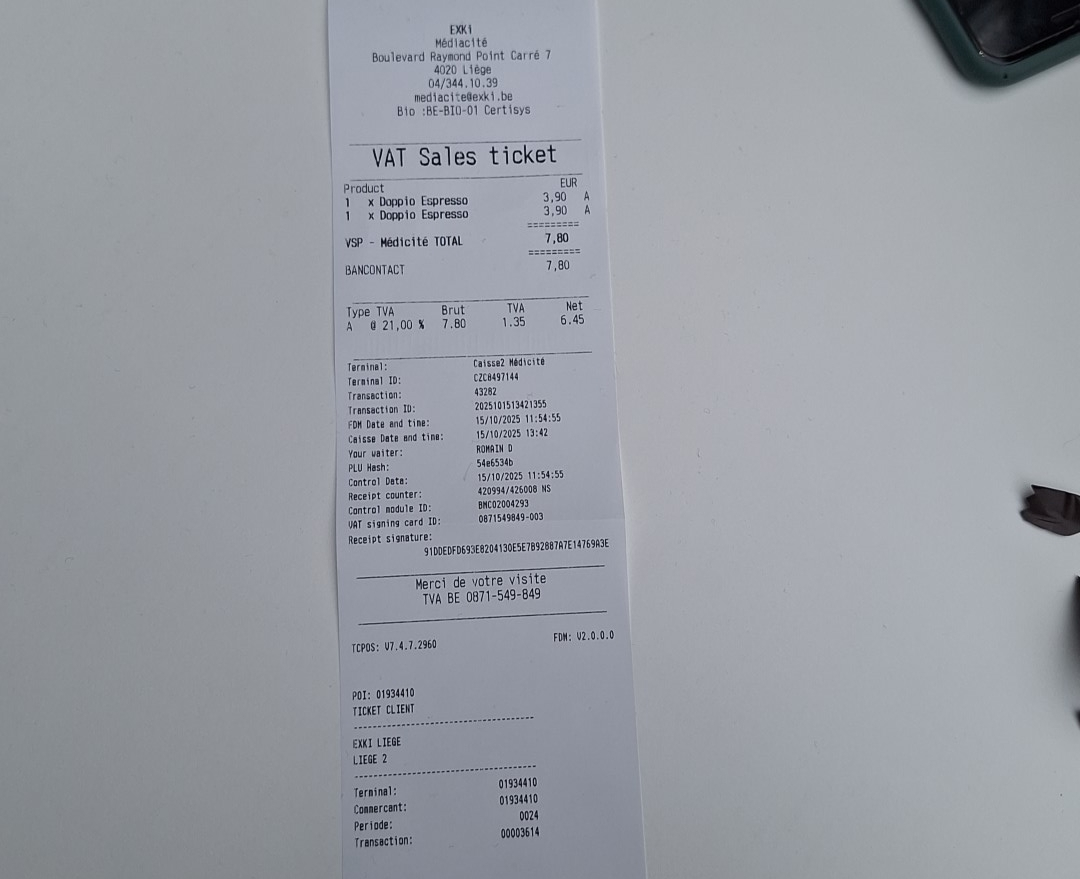 EXKi
Médiacité
Boulevard Raymond Point Carré 7
4020 Liège
04/344.10.39
mediacite@exki.be
Bio :BE-BIO-01 Certisys
VAT Sales ticket
Product EUR
1 x Doppio Espresso 3,90 A
1 x Doppio Espresso 3,90 A
=========
VSP - Médicité TOTAL 7,80
=========
BANCONTACT 7,80
Type TVA Brut TVA Net
A @ 21,00 % 7.80 1.35 6.45
Terminal: Caisse2 Médicité
Terminal ID: CZC8497144
Transaction: 43282
Transaction ID: 2025101513421355
FDM Date and time: 15/10/2025 11:54:55
Caisse Date and time: 15/10/2025 13:42
Your waiter: ROMAIN D
PLU Hash: 54e6534b
Control Date: 15/10/2025 11:54:55
Receipt counter: 420994/426008 NS
Control module ID: BMC02004293
VAT signing card ID: 0871549849-003
Receipt signature:
91DDEDFD693E8204130E5E7B92887A7E14769A3E
Merci de votre visite
TVA BE 0871-549-849
TCPOS: V7.4.7.2960 FDM: V2.0.0.0
POI: 01934410
TICKET CLIENT
--------------------------------
EXKI LIEGE
LIEGE 2
--------------------------------
Terminal: 01934410
Commercant: 01934410
Periode: 0024
Transaction: 00003614